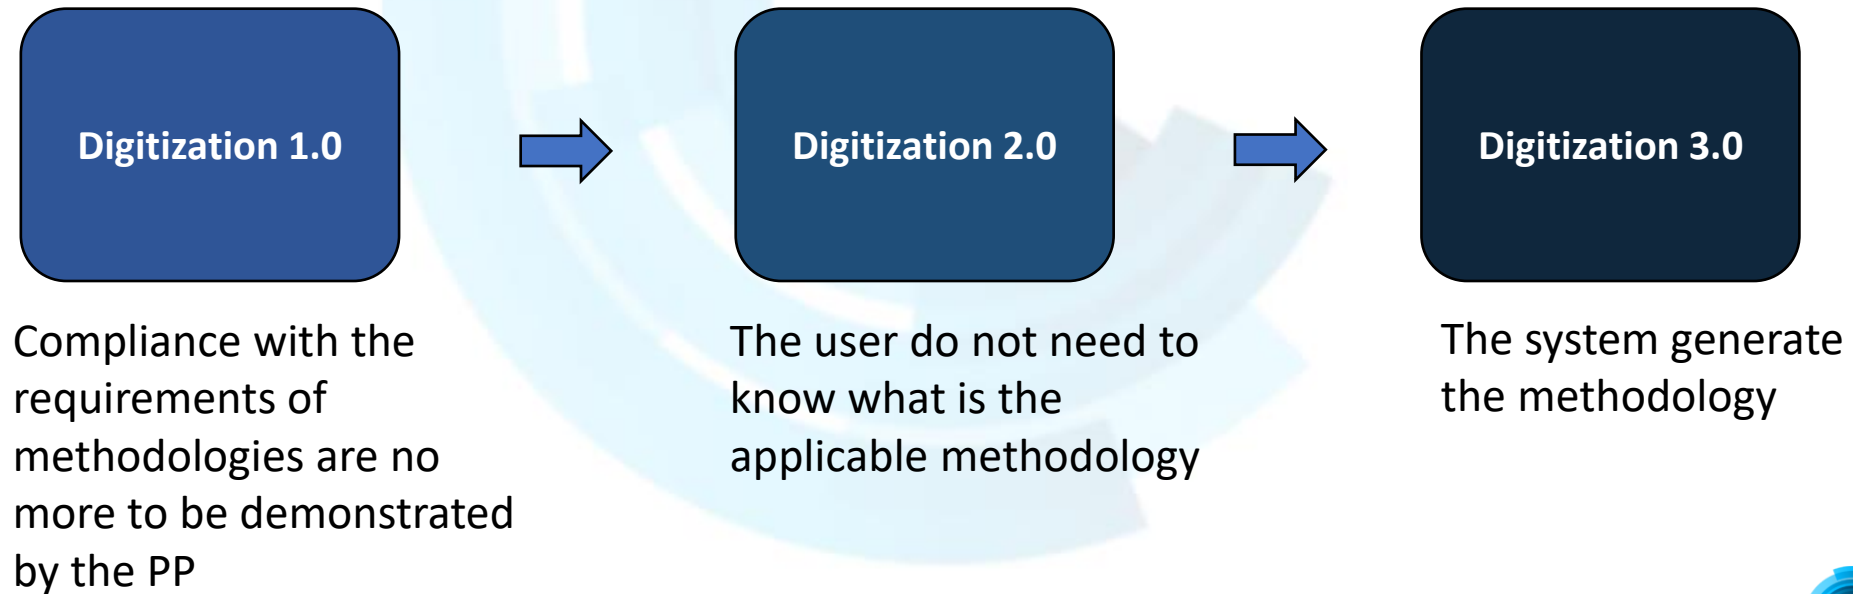 Digitization 1.0
Digitization 2.0
Digitization 3.0
Compliance with the
requirements of
methodologies are no
more to be demonstrated
by the PP
The user do not need to
know what is the
applicable methodology
The system generate
the methodology